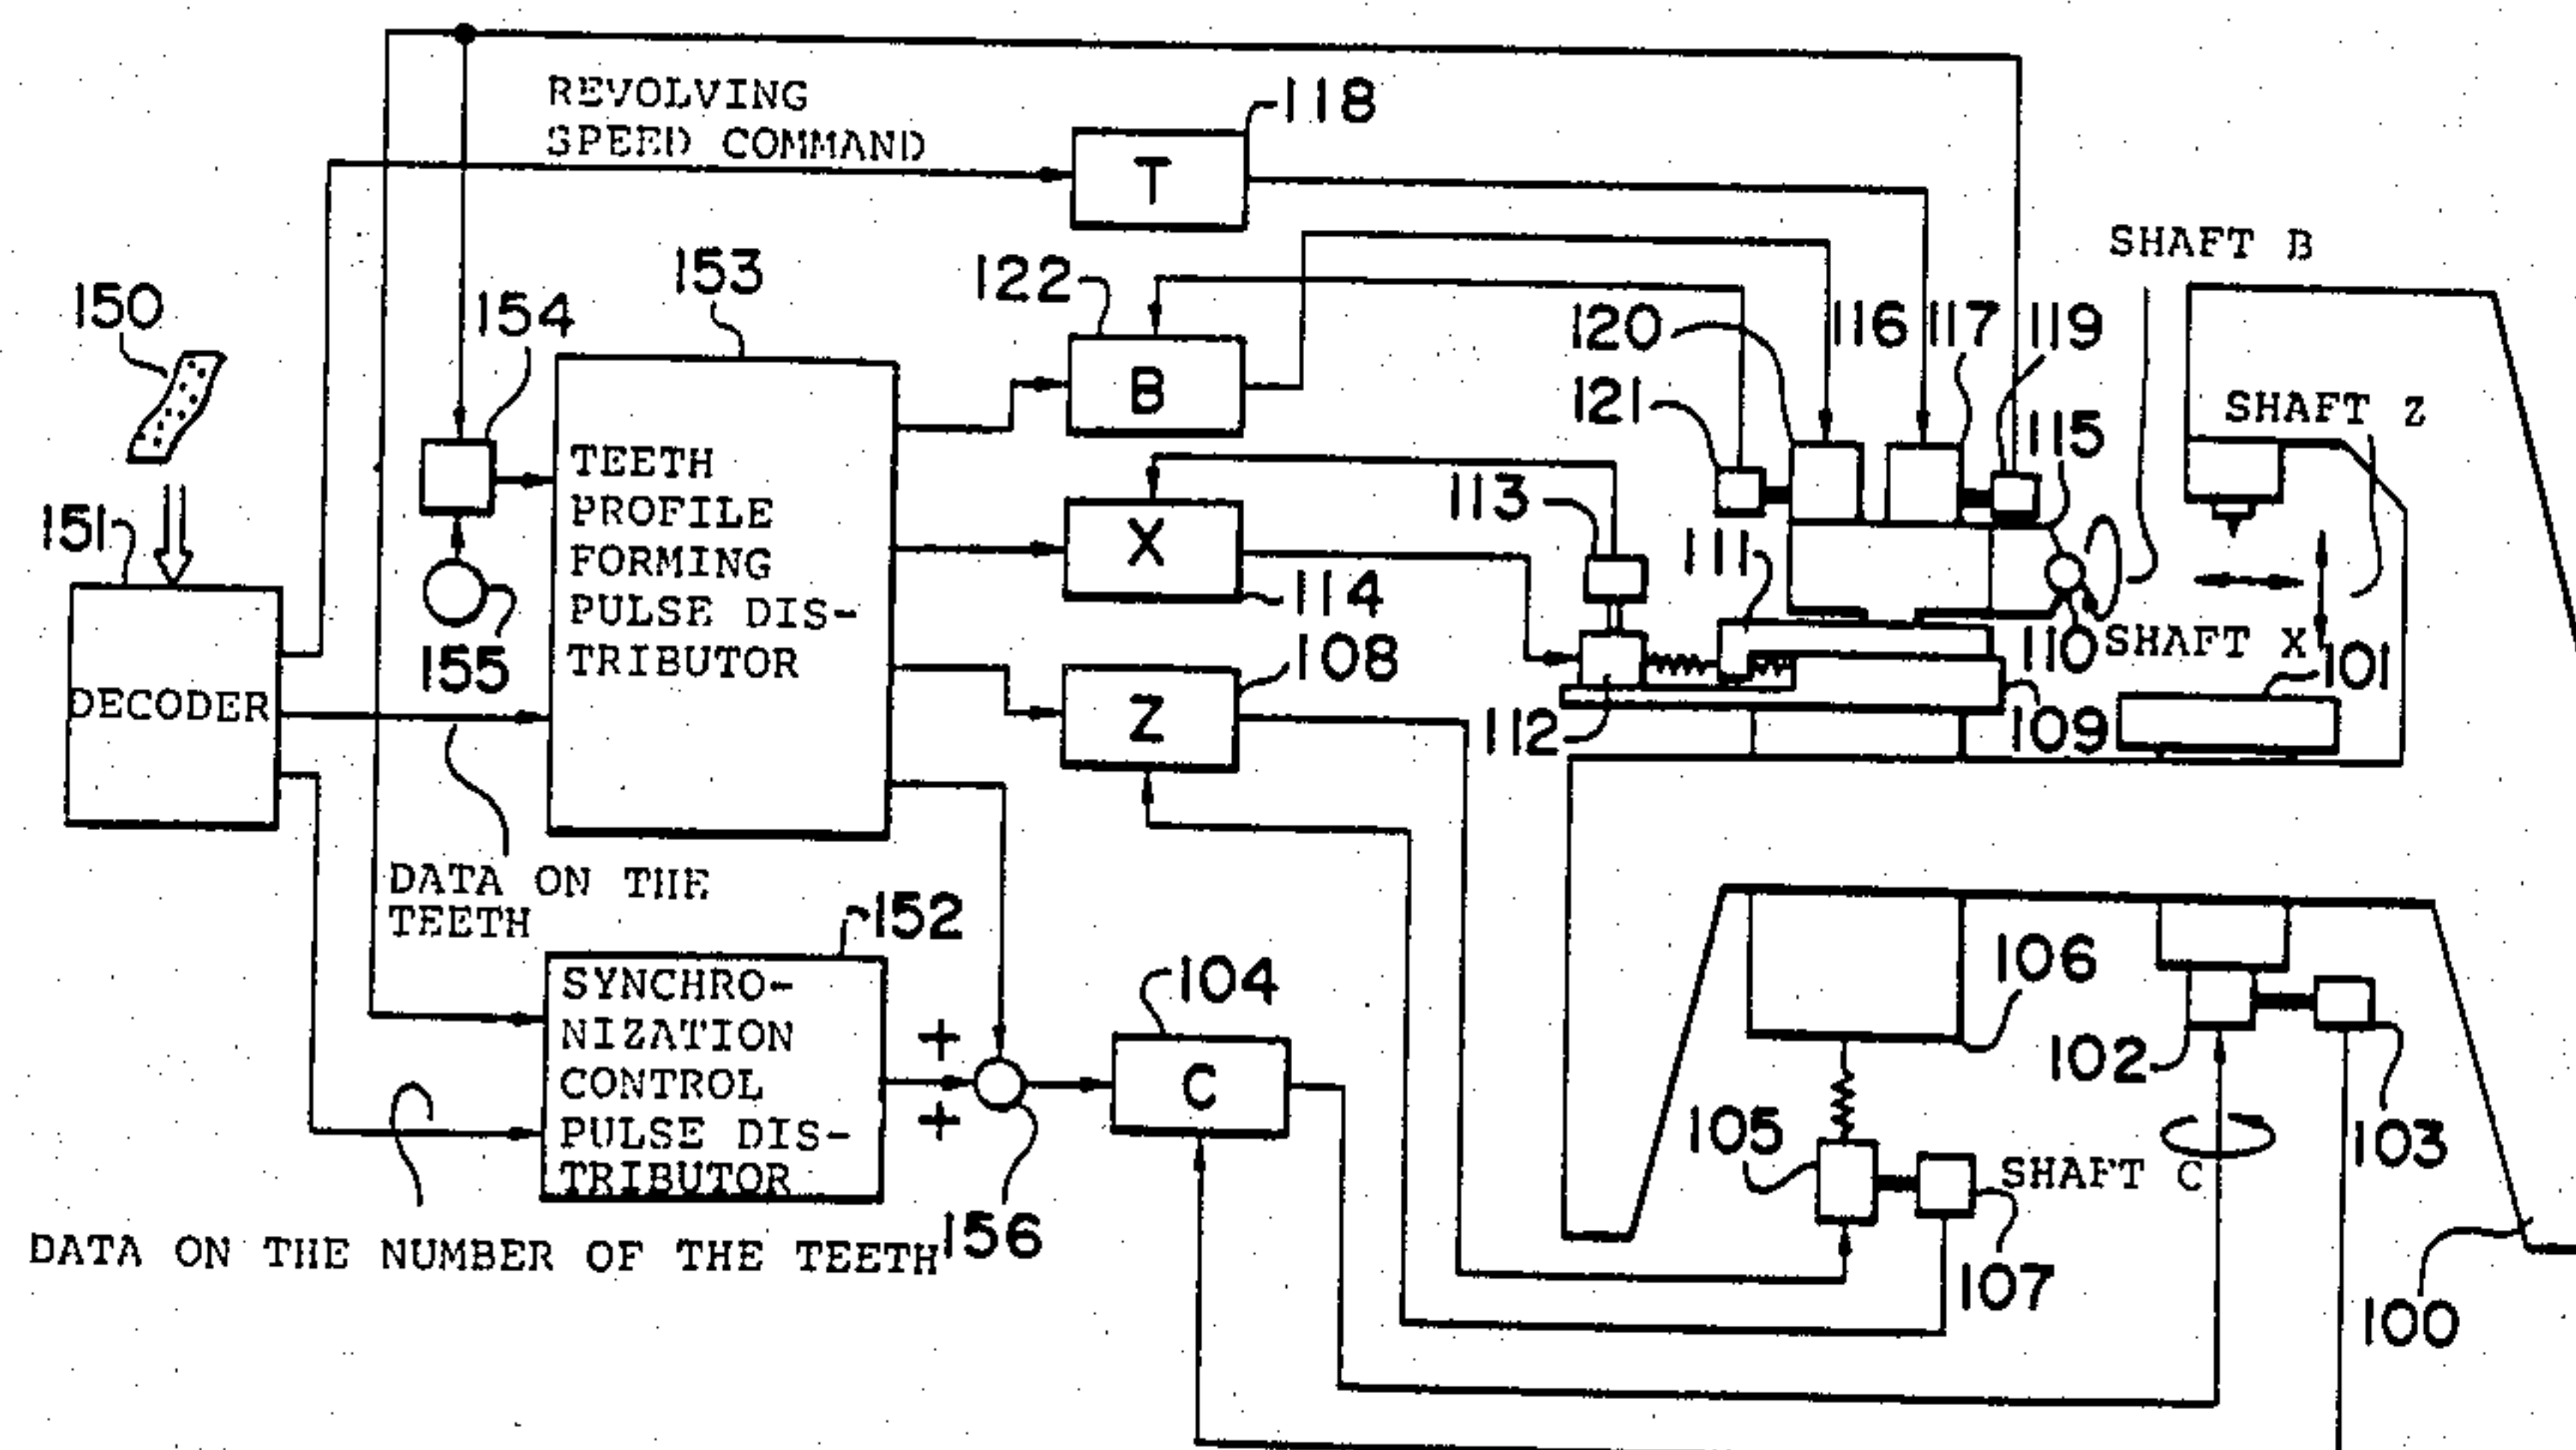 REVOLVING
SPEED COMMAND
118
T
SHAFT B
153
122
150
154
120
116
117
119
B
121
SHAFT Z
115
TEETH
PROFILE
FORMING
PULSE DIS-
TRIBUTOR
113
X
111
151
114
155
110
SHAFT X
101
108
DECODER
Z
112
109
DATA ON THE
TEETH
152
SYNCHRO-
NIZATION
CONTROL
PULSE DIS-
TRIBUTOR
104
106
+
102
C
+
105
103
SHAFT C
DATA ON THE NUMBER OF THE TEETH
156
107
100